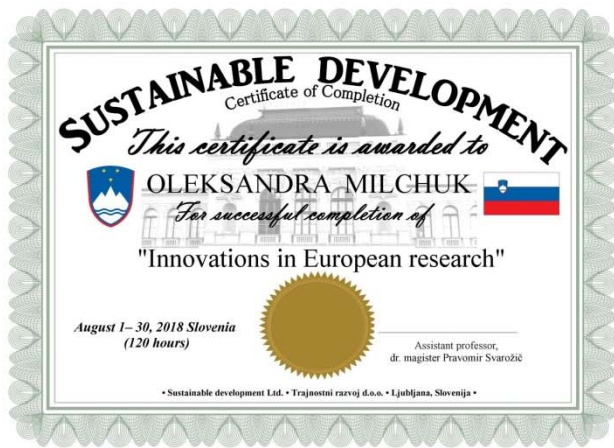 SUSTAINABLE DEVELOPMENT
Certificate of Completion
This certificate is awarded to
OLEKSANDRA MILCHUK
For successful completion of
"Innovations in European research"
August 1– 30, 2018 Slovenia
(120 hours)
Assistant professor,
dr. magister Pravomir Svarožič
• Sustainable development Ltd. • Trajnostni razvoj d.o.o. • Ljubljana, Slovenija •